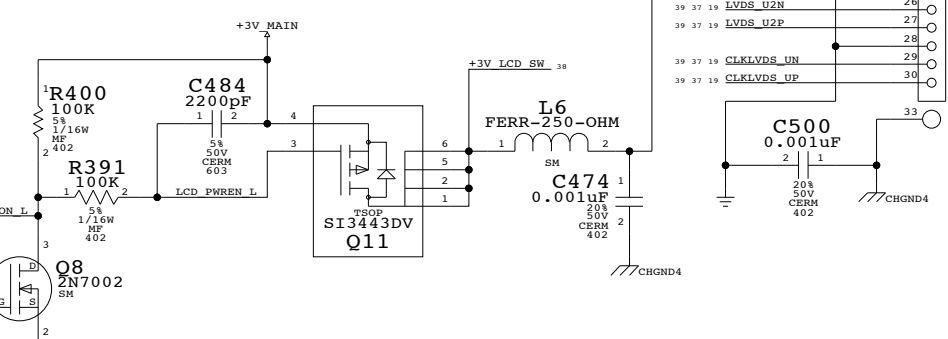 +3V_MAIN
1
R400
100K
5%
1/16W
MF
402
2
C484
2200pF
1 2
5%
50V
CERM
603
R391
100K
1 2
5%
1/16W
MF
402
LCD_PWREN_L
ON_L
3
D
Q8
2N7002
SM
G
S
2
4
3
TSOP
SI3443DV
Q11
6
5
2
1
+3V_LCD_SW 38
L6
FERR-250-OHM
1 2
SM
C474
0.001uF
20%
50V
CERM
402
1
2
CHGND4
39 37 19 LVDS_U2N 26
39 37 19 LVDS_U2P 27
28
39 37 19 CLKLVDS_UN 29
39 37 19 CLKLVDS_UP 30
33
C500
0.001uF
2 1
20%
50V
CERM
402
CHGND4